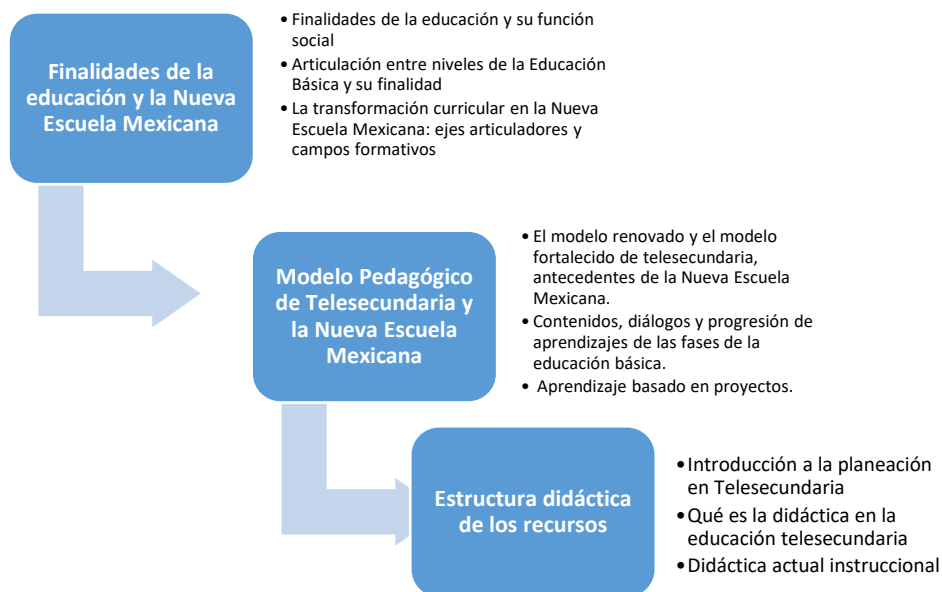 Finalidades de la
educación y la Nueva
Escuela Mexicana
• Finalidades de la educación y su función
social
• Articulación entre niveles de la Educación
Básica y su finalidad
• La transformación curricular en la Nueva
Escuela Mexicana: ejes articuladores y
campos formativos
Modelo Pedagógico
de Telesecundaria y
la Nueva Escuela
Mexicana
• El modelo renovado y el modelo
fortalecido de telesecundaria,
antecedentes de la Nueva Escuela
Mexicana.
• Contenidos, diálogos y progresión de
aprendizajes de las fases de la
educación básica.
• Aprendizaje basado en proyectos.
Estructura didáctica
de los recursos
• Introducción a la planeación
en Telesecundaria
• Qué es la didáctica en la
educación telesecundaria
• Didáctica actual instruccional